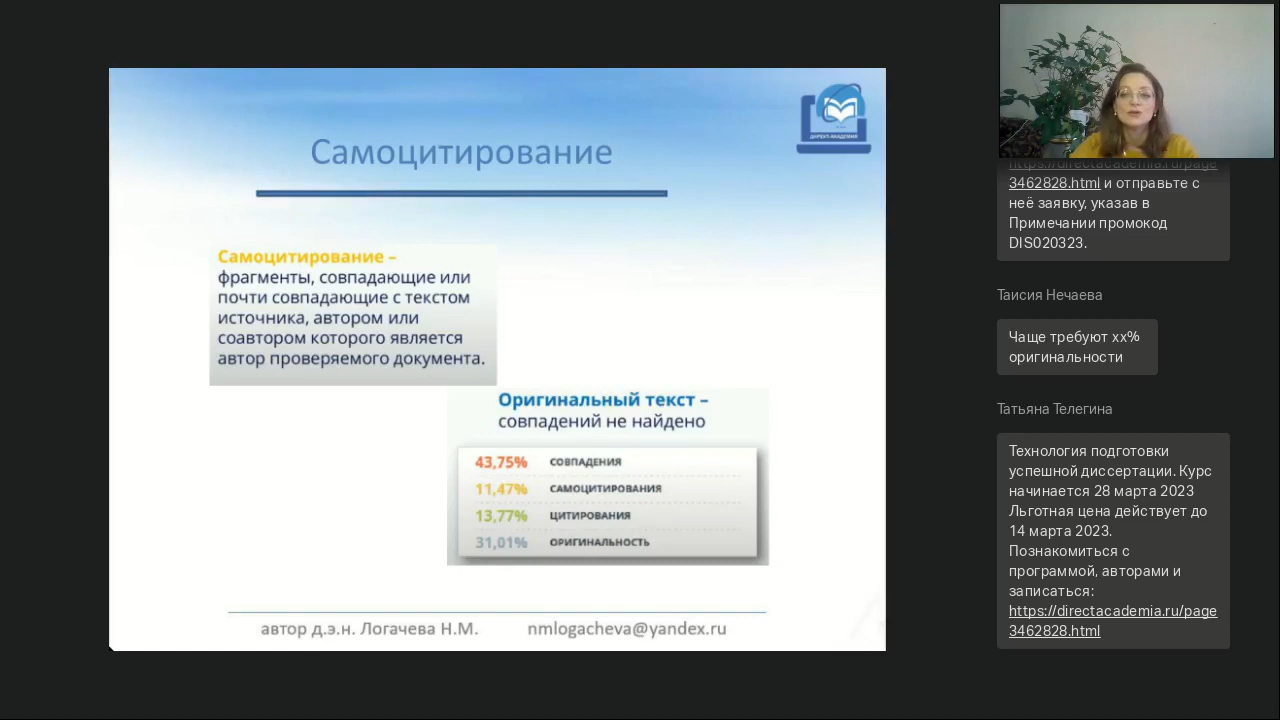 Самоцитирование
ДИРЕКТ-АКАДЕМИЯ
Самоцитирование –
фрагменты, совпадающие или
почти совпадающие с текстом
источника, автором или
соавтором которого является
автор проверяемого документа.
Оригинальный текст –
совпадений не найдено
43,75% СОВПАДЕНИЯ
11,47% САМОЦИТИРОВАНИЯ
13,77% ЦИТИРОВАНИЯ
31,01% ОРИГИНАЛЬНОСТЬ
автор д.э.н. Логачева Н.М. nmlogacheva@yandex.ru
https://directacademia.ru/page
3462828.html и отправьте с
неё заявку, указав в
Примечании промокод
DIS020323.
Таисия Нечаева
Чаще требуют хх%
оригинальности
Татьяна Телегина
Технология подготовки
успешной диссертации. Курс
начинается 28 марта 2023
Льготная цена действует до
14 марта 2023.
Познакомиться с
программой, авторами и
записаться:
https://directacademia.ru/page
3462828.html